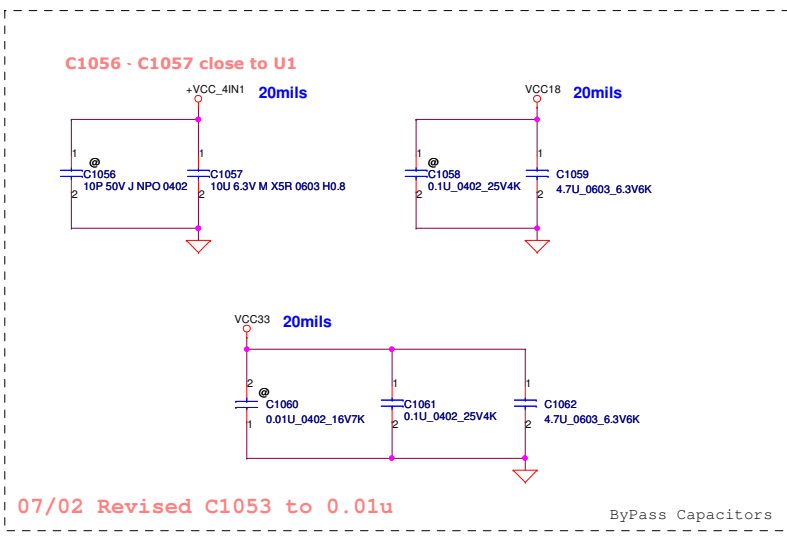 C1056 - C1057 close to U1
+VCC_4IN1 20mils
1
@
C1056
10P 50V J NPO 0402
2
1
C1057
10U 6.3V M X5R 0603 H0.8
2
VCC18 20mils
1
@
C1058
0.1U_0402_25V4K
2
1
C1059
4.7U_0603_6.3V6K
2
VCC33 20mils
2
@
C1060
0.01U_0402_16V7K
1
1
C1061
0.1U_0402_25V4K
2
1
C1062
4.7U_0603_6.3V6K
2
07/02 Revised C1053 to 0.01u
ByPass Capacitors